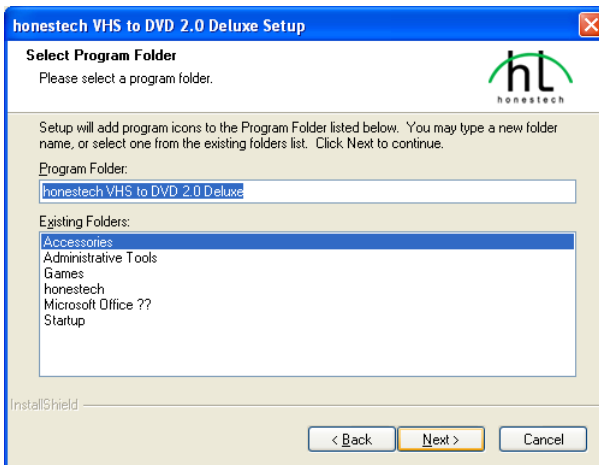 honestech VHS to DVD 2.0 Deluxe Setup
Select Program Folder
Please select a program folder.
ht
honestech
Setup will add program icons to the Program Folder listed below. You may type a new folder
name, or select one from the existing folders list. Click Next to continue.
Program Folder:
honestech VHS to DVD 2.0 Deluxe
Existing Folders:
Accessories
Administrative Tools
Games
honestech
Microsoft Office ??
Startup
InstallShield
< Back
Next >
Cancel